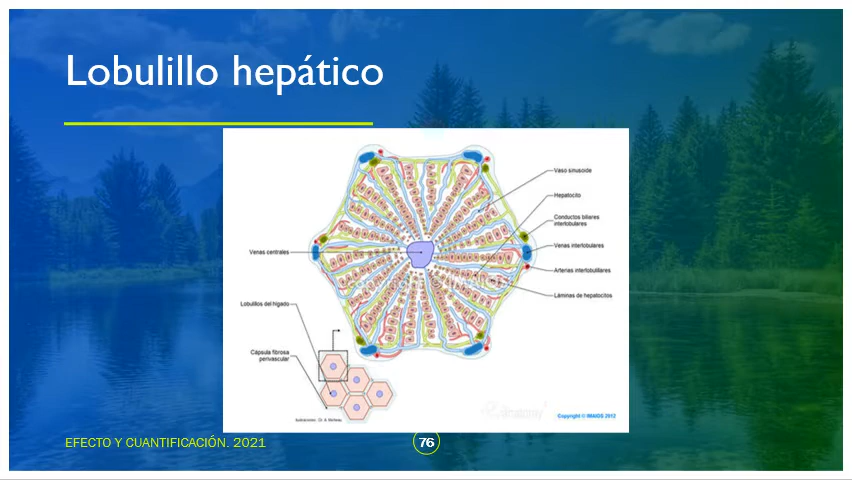 Lobulillo hepático
Vaso sinusoide
Hepatocito
Conductos biliares
interlobulares
Venas centrales
Venas interlobulares
Arterias interlobulillares
Láminas de hepatocitos
Lobulillos del hígado
Cápsula fibrosa
perivascular
Copyright © IMAIOS 2012
EFECTO Y CUANTIFICACIÓN. 2021
76